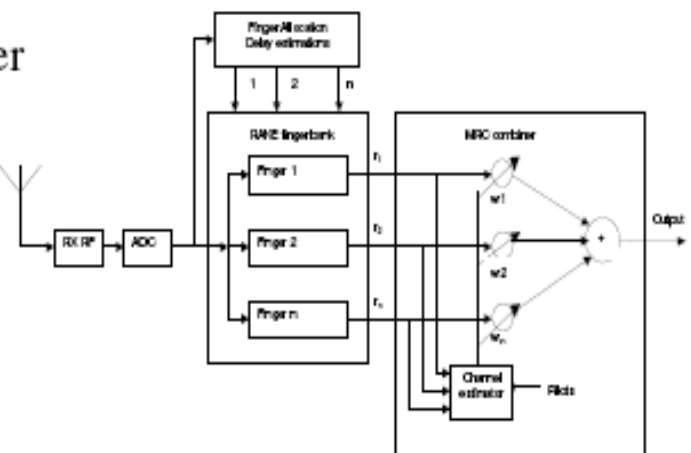 er
Finger Allocation
Delay estimations
1 2 n
RAKE fingerbank
MRC combiner
Finger 1
r1
w1
RX RF
ADC
Finger 2
r2
w2
+
Output
Finger n
rn
wn
Channel
estimator
Pilots